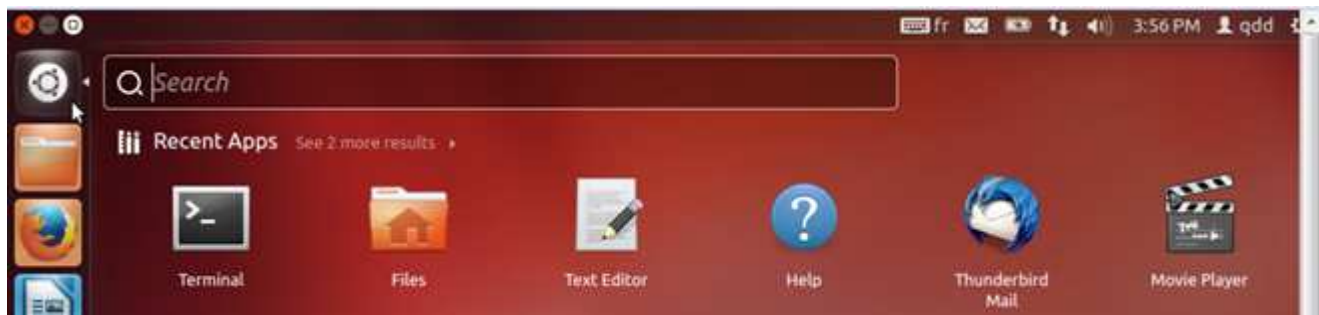 fr 3:56 PM qdd
Search
Recent Apps See 2 more results
>_
?
Terminal Files Text Editor Help Thunderbird Mail Movie Player